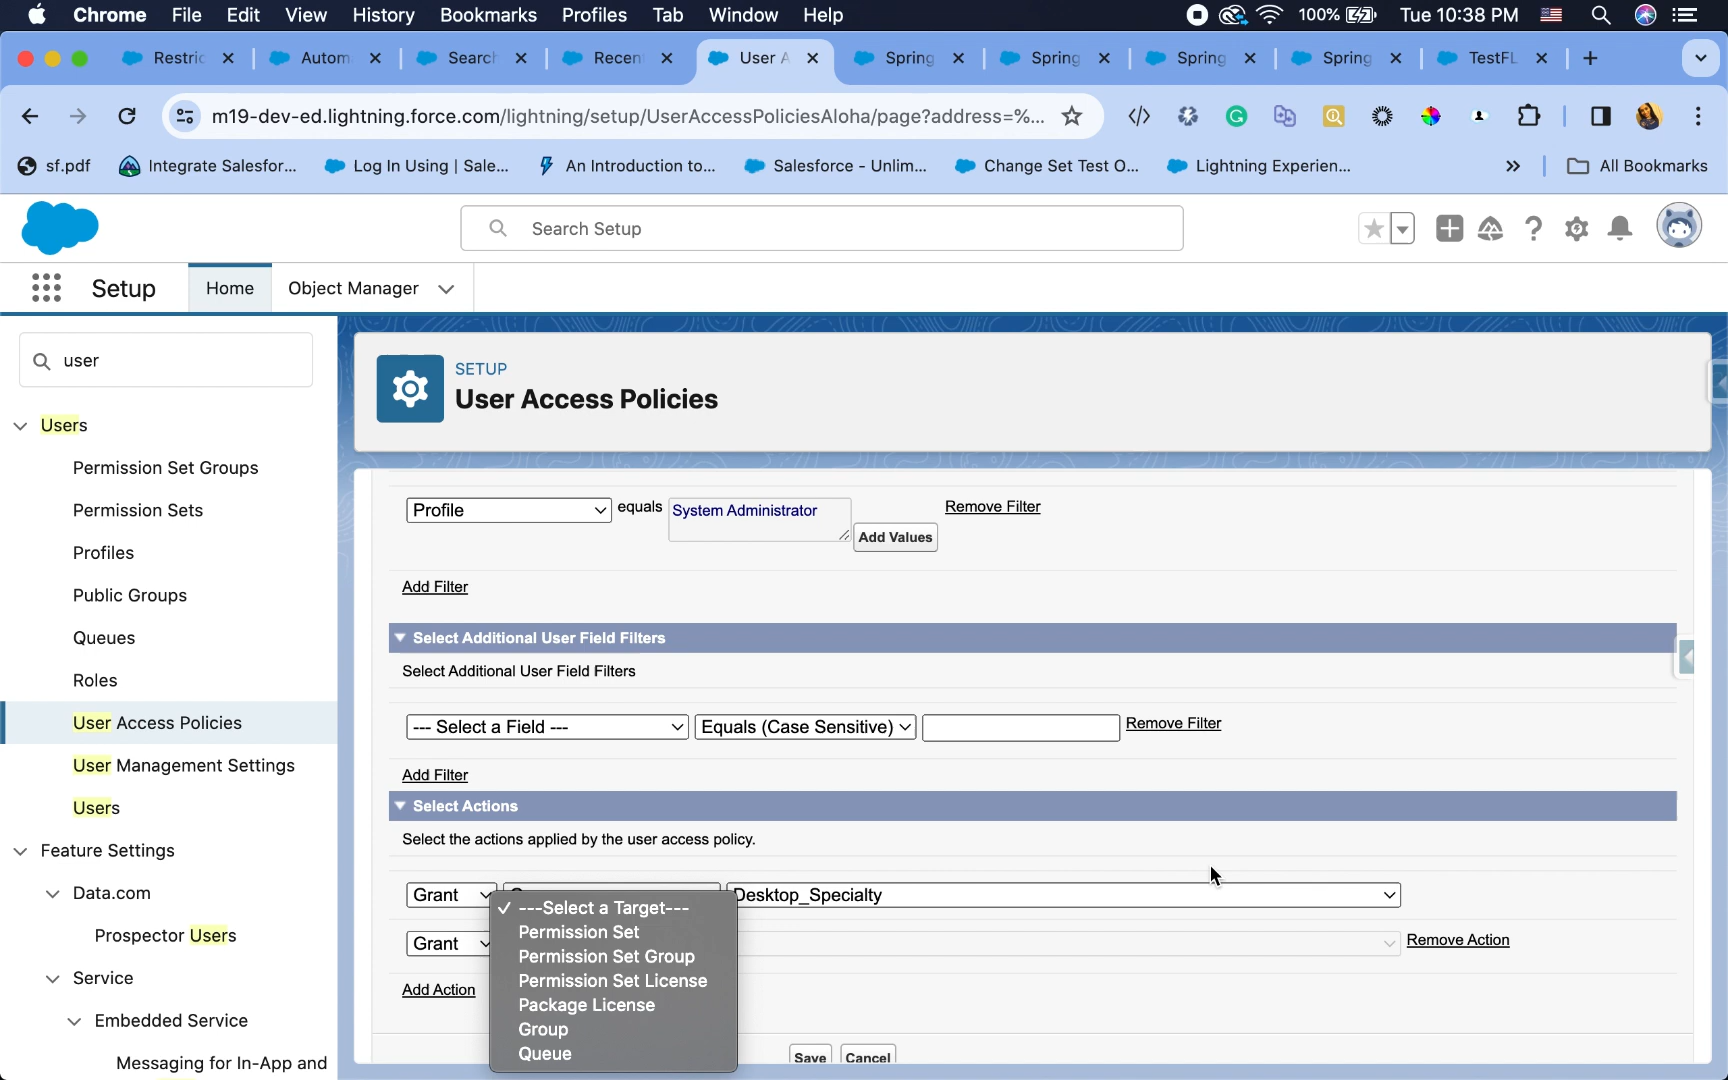 Chrome File Edit View History Bookmarks Profiles Tab Window Help 100% Tue 10:38 PM
Restric Autom Search Recen User A Spring Spring Spring Spring TestFL
m19-dev-ed.lightning.force.com/lightning/setup/UserAccessPoliciesAloha/page?address=%...
sf.pdf Integrate Salesfor... Log In Using | Sale... An Introduction to... Salesforce - Unlim... Change Set Test O... Lightning Experien... All Bookmarks
Search Setup
Setup Home Object Manager
user
Users
Permission Set Groups
Permission Sets
Profiles
Public Groups
Queues
Roles
User Access Policies
User Management Settings
Users
Feature Settings
Data.com
Prospector Users
Service
Embedded Service
Messaging for In-App and
SETUP
User Access Policies
Profile equals System Administrator Remove Filter
Add Values
Add Filter
Select Additional User Field Filters
Select Additional User Field Filters
--- Select a Field --- Equals (Case Sensitive) Remove Filter
Add Filter
Select Actions
Select the actions applied by the user access policy.
Grant Desktop_Specialty
Grant Remove Action
Add Action
---Select a Target---
Permission Set
Permission Set Group
Permission Set License
Package License
Group
Queue
Save Cancel